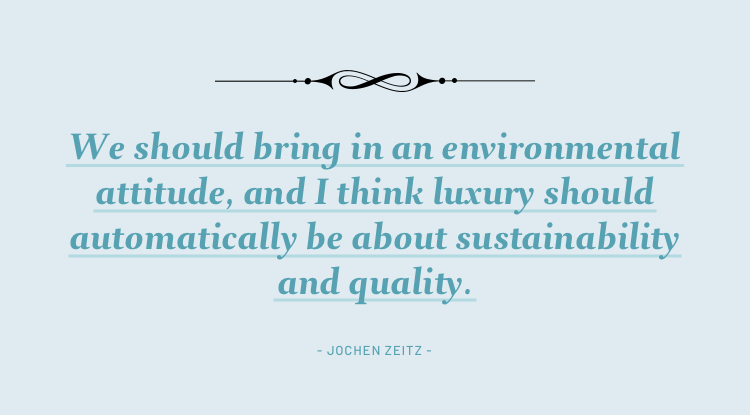 We should bring in an environmental
attitude, and I think luxury should
automatically be about sustainability
and quality.
- JOCHEN ZEITZ -